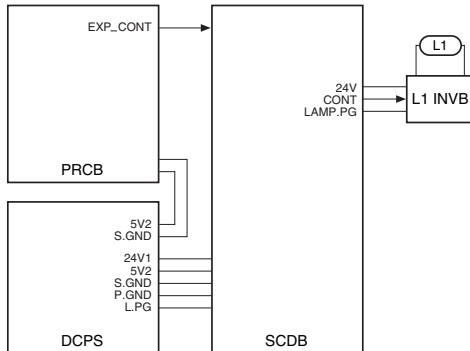 EXP_CONT
PRCB
5V2
S.GND
24V1
5V2
S.GND
P.GND
L.PG
DCPS
24V
CONT
LAMP.PG
SCDB
L1
L1 INVB